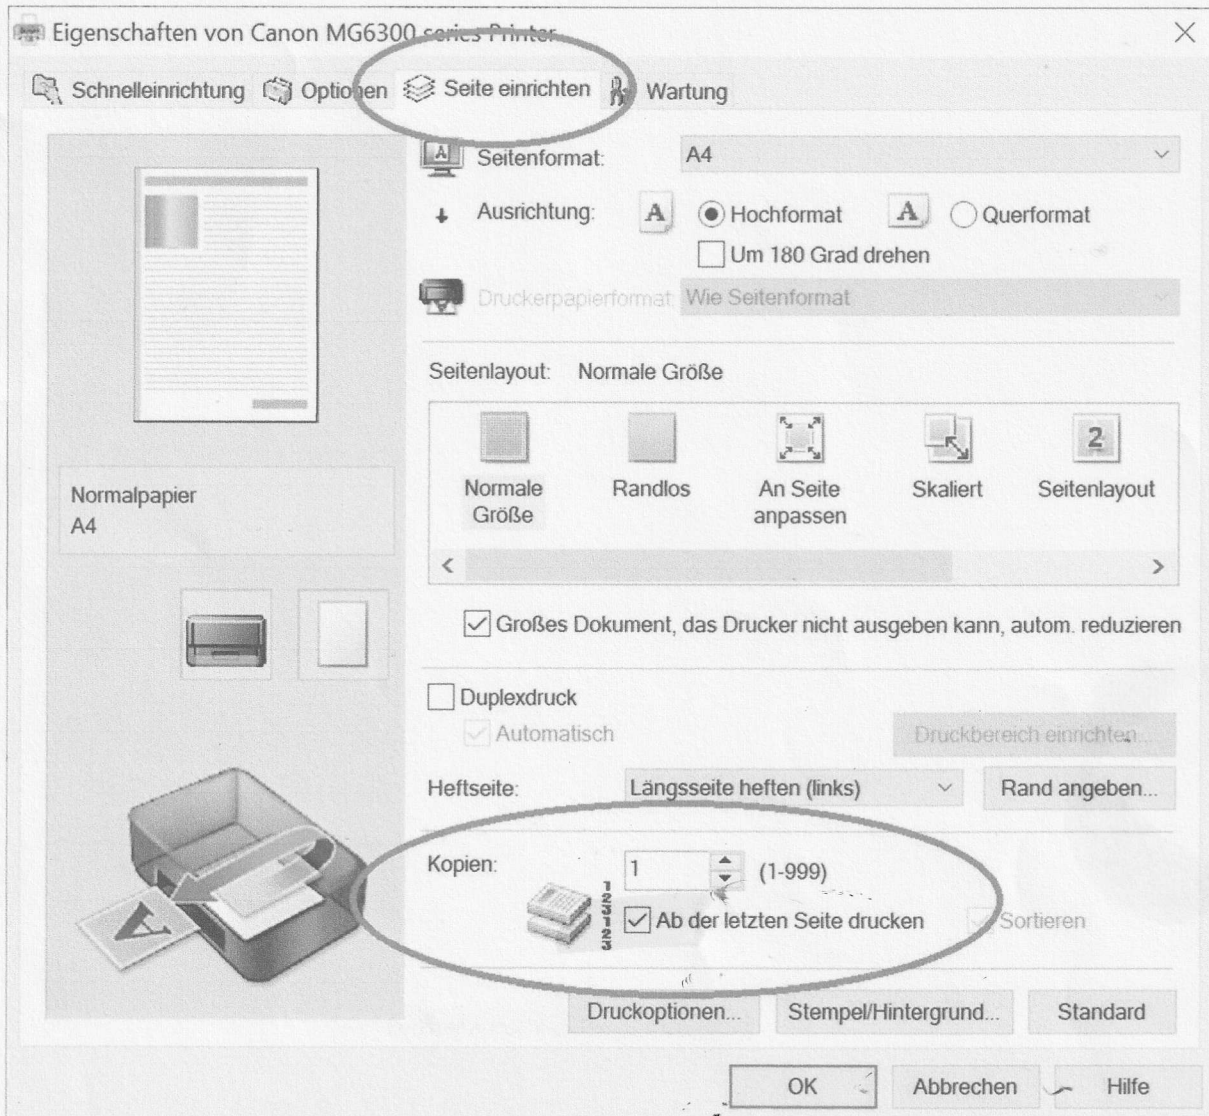 Eigenschaften von Canon MG6300 series Printer
Schnelleinrichtung Optionen Seite einrichten Wartung
Seitenformat: A4
Ausrichtung: A Hochformat A Querformat
Um 180 Grad drehen
Druckerpapierformat: Wie Seitenformat
Seitenlayout: Normale Größe
2
Normale Größe
Randlos
An Seite anpassen
Skaliert
Seitenlayout
Normalpapier
A4
Großes Dokument, das Drucker nicht ausgeben kann, autom. reduzieren
Duplexdruck
Automatisch Druckbereich einrichten...
Heftseite: Längsseite heften (links) Rand angeben...
Kopien: 1 (1-999)
123123
Ab der letzten Seite drucken Sortieren
A
Druckoptionen... Stempel/Hintergrund... Standard
OK Abbrechen Hilfe